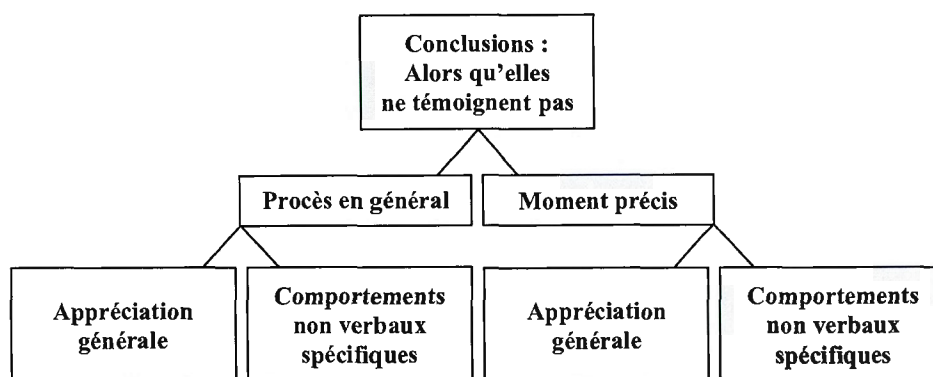 Conclusions :
Alors qu'elles
ne témoignent pas
Procès en général
Moment précis
Appréciation
générale
Comportements
non verbaux
spécifiques
Appréciation
générale
Comportements
non verbaux
spécifiques